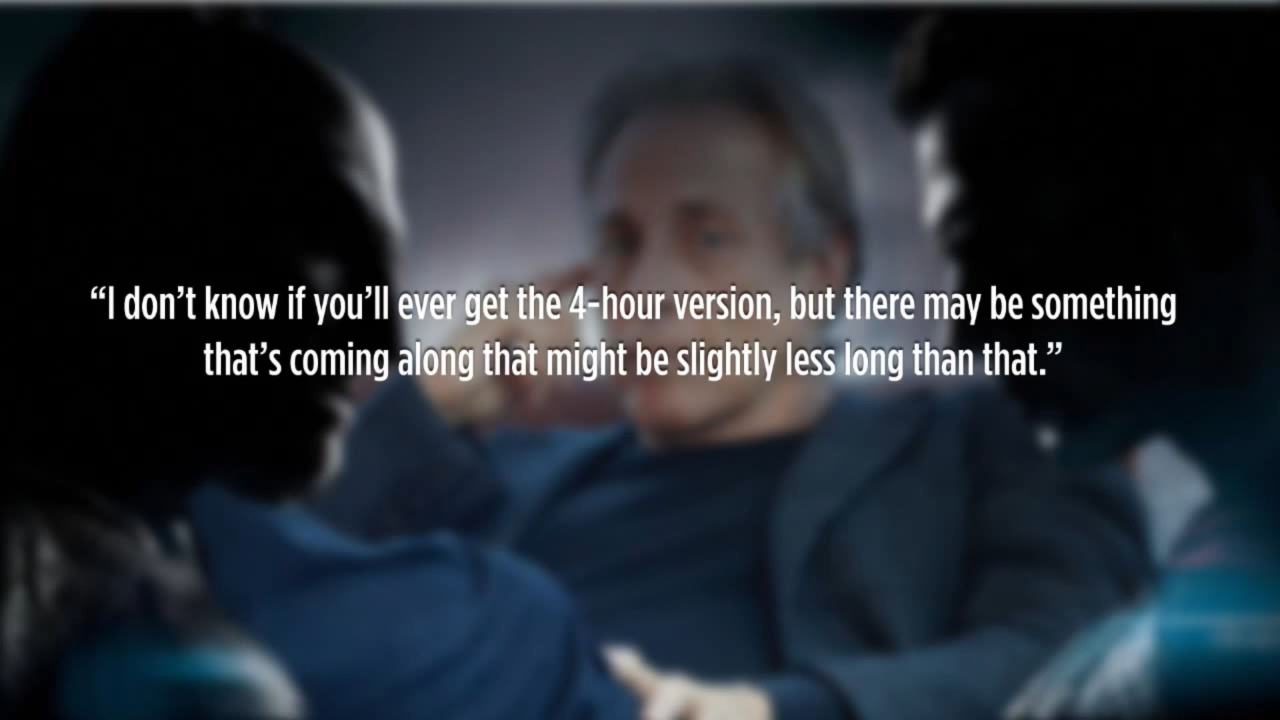 “I don’t know if you’ll ever get the 4-hour version, but there may be something
that’s coming along that might be slightly less long than that.”